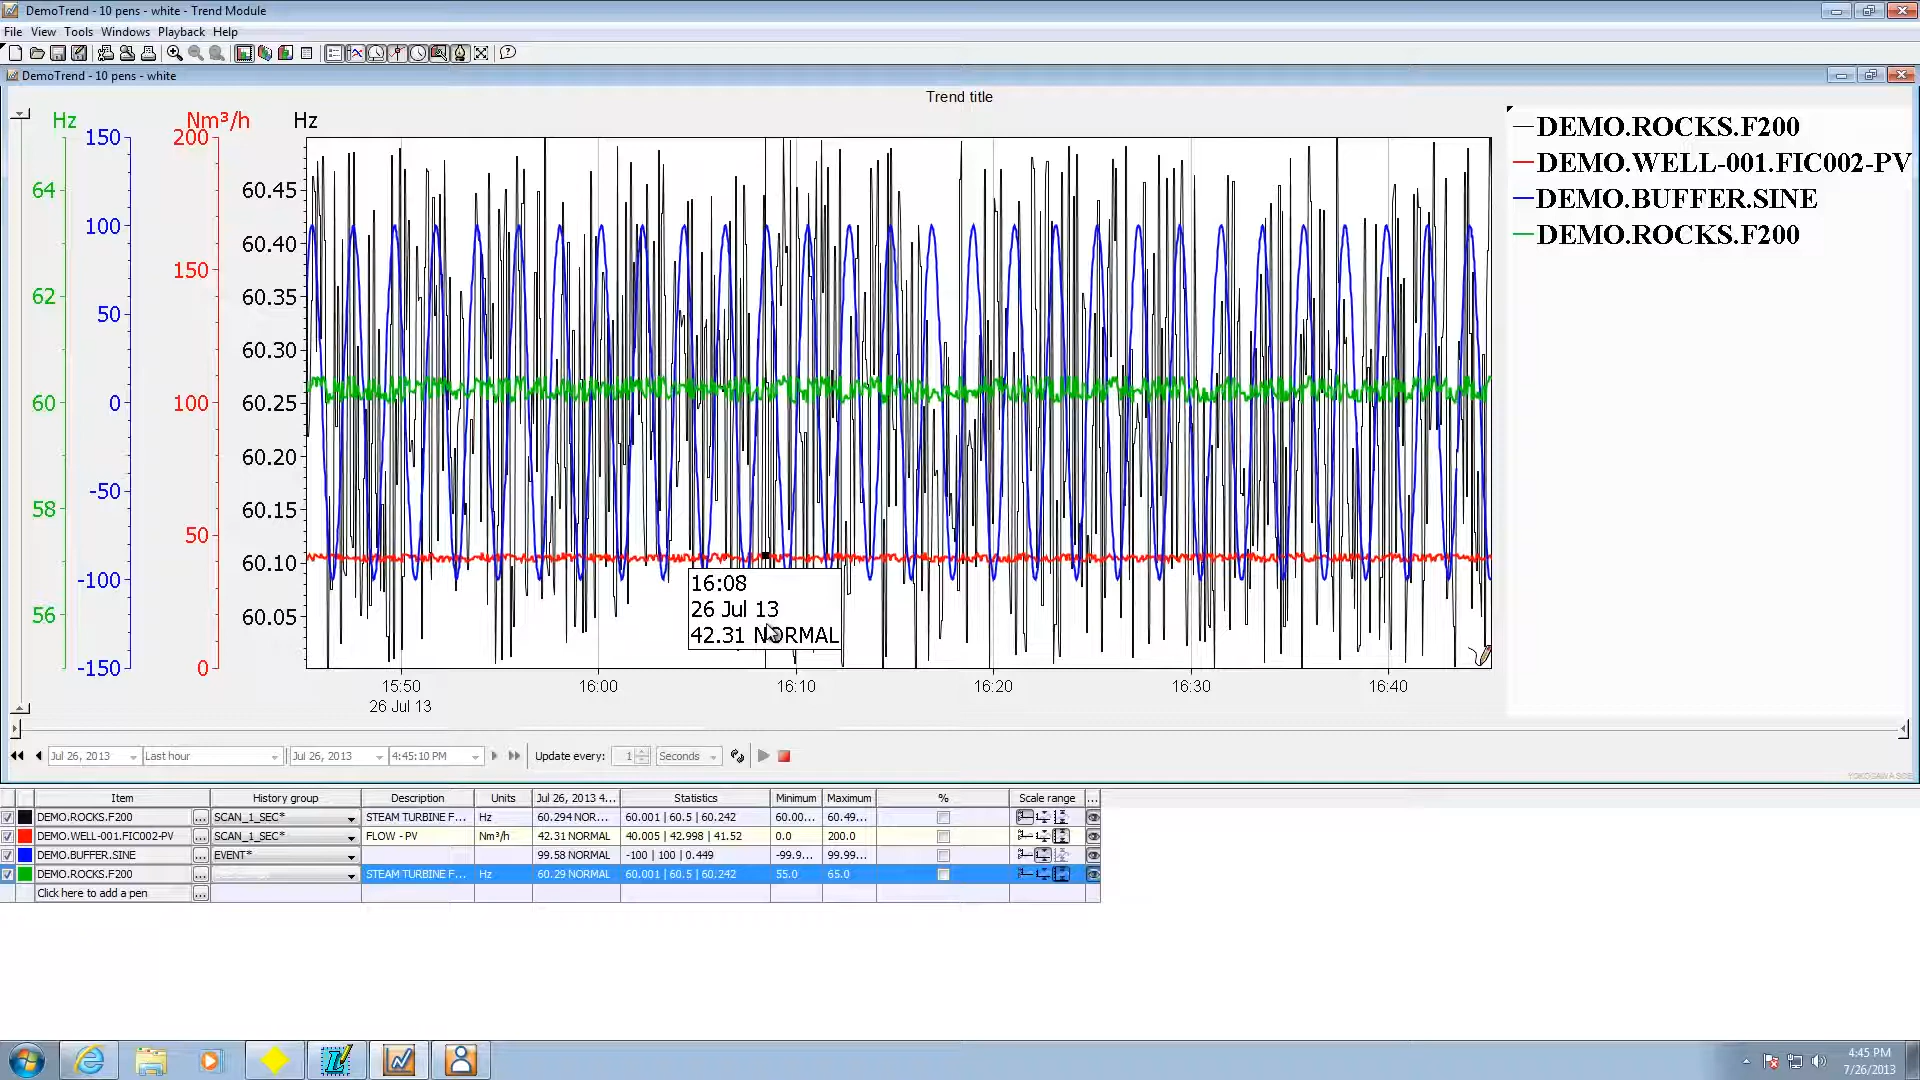 DemoTrend - 10 pens - white - Trend Module
File View Tools Windows Playback Help
DemoTrend - 10 pens - white
Trend title
Hz Nm³/h Hz
150 200
64 60.45
100 60.40
150
62 60.35
50
60.30
60 0 100 60.25
60.20
-50
58 60.15
50
-100 60.10
56 60.05
-150 0
DEMO.ROCKS.F200
DEMO.WELL-001.FIC002-PV
DEMO.BUFFER.SINE
DEMO.ROCKS.F200
16:08
26 Jul 13
42.31 NORMAL
15:50 16:00 16:10 16:20 16:30 16:40
26 Jul 13
Jul 26, 2013 Last hour Jul 26, 2013 4:45:10 PM Update every: 1 Seconds
Item History group Description Units Jul 26, 2013 4... Statistics Minimum Maximum % Scale range ...
DEMO.ROCKS.F200 ... SCAN_1_SEC* STEAM TURBINE F... Hz 60.294 NOR... 60.001 | 60.5 | 60.242 60.00... 60.49...
DEMO.WELL-001.FIC002-PV ... SCAN_1_SEC* FLOW - PV Nm³/h 42.31 NORMAL 40.005 | 42.998 | 41.52 0.0 200.0
DEMO.BUFFER.SINE ... EVENT* 99.58 NORMAL -100 | 100 | 0.449 -99.9... 99.99...
DEMO.ROCKS.F200 ... STEAM TURBINE F... Hz 60.29 NORMAL 60.001 | 60.5 | 60.242 55.0 65.0
Click here to add a pen ...
4:45 PM
7/26/2013